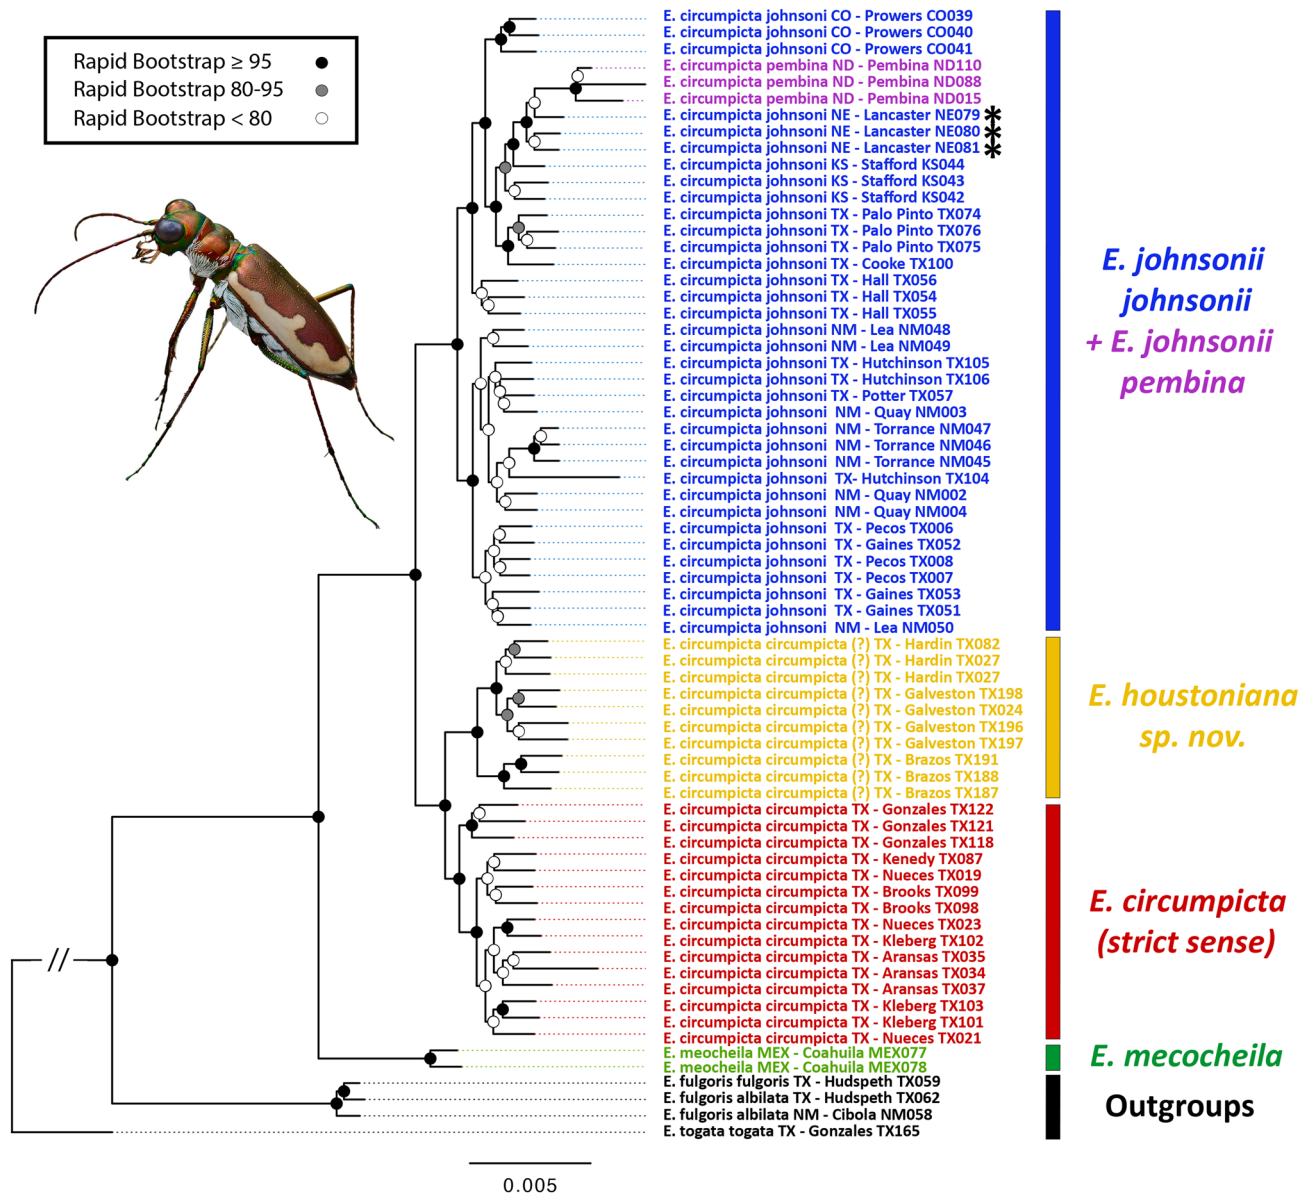 Rapid Bootstrap ≥ 95
Rapid Bootstrap 80-95
Rapid Bootstrap < 80
E. circumpicta johnsoni CO - Prowers CO039
E. circumpicta johnsoni CO - Prowers CO040
E. circumpicta johnsoni CO - Prowers CO041
E. circumpicta pembina ND - Pembina ND110
E. circumpicta pembina ND - Pembina ND088
E. circumpicta pembina ND - Pembina ND015
E. circumpicta johnsoni NE - Lancaster NE079 *
E. circumpicta johnsoni NE - Lancaster NE080 *
E. circumpicta johnsoni NE - Lancaster NE081 *
E. circumpicta johnsoni KS - Stafford KS044
E. circumpicta johnsoni KS - Stafford KS043
E. circumpicta johnsoni KS - Stafford KS042
E. circumpicta johnsoni TX - Palo Pinto TX074
E. circumpicta johnsoni TX - Palo Pinto TX076
E. circumpicta johnsoni TX - Palo Pinto TX075
E. circumpicta johnsoni TX - Cooke TX100
E. circumpicta johnsoni TX - Hall TX056
E. circumpicta johnsoni TX - Hall TX054
E. circumpicta johnsoni TX - Hall TX055
E. circumpicta johnsoni NM - Lea NM048
E. circumpicta johnsoni NM - Lea NM049
E. circumpicta johnsoni TX - Hutchinson TX105
E. circumpicta johnsoni TX - Hutchinson TX106
E. circumpicta johnsoni TX - Potter TX057
E. circumpicta johnsoni NM - Quay NM003
E. circumpicta johnsoni NM - Torrance NM047
E. circumpicta johnsoni NM - Torrance NM046
E. circumpicta johnsoni NM - Torrance NM045
E. circumpicta johnsoni TX- Hutchinson TX104
E. circumpicta johnsoni NM - Quay NM002
E. circumpicta johnsoni NM - Quay NM004
E. circumpicta johnsoni TX - Pecos TX006
E. circumpicta johnsoni TX - Gaines TX052
E. circumpicta johnsoni TX - Pecos TX008
E. circumpicta johnsoni TX - Pecos TX007
E. circumpicta johnsoni TX - Gaines TX053
E. circumpicta johnsoni TX - Gaines TX051
E. circumpicta johnsoni NM - Lea NM050
E. johnsonii
johnsonii
+ E. johnsonii
pembina
E. circumpicta circumpicta (?) TX - Hardin TX082
E. circumpicta circumpicta (?) TX - Hardin TX027
E. circumpicta circumpicta (?) TX - Hardin TX027
E. circumpicta circumpicta (?) TX - Galveston TX198
E. circumpicta circumpicta (?) TX - Galveston TX024
E. circumpicta circumpicta (?) TX - Galveston TX196
E. circumpicta circumpicta (?) TX - Galveston TX197
E. circumpicta circumpicta (?) TX - Brazos TX191
E. circumpicta circumpicta (?) TX - Brazos TX188
E. circumpicta circumpicta (?) TX - Brazos TX187
E. houstoniana
sp. nov.
E. circumpicta circumpicta TX - Gonzales TX122
E. circumpicta circumpicta TX - Gonzales TX121
E. circumpicta circumpicta TX - Gonzales TX118
E. circumpicta circumpicta TX - Kenedy TX087
E. circumpicta circumpicta TX - Nueces TX019
E. circumpicta circumpicta TX - Brooks TX099
E. circumpicta circumpicta TX - Brooks TX098
E. circumpicta circumpicta TX - Nueces TX023
E. circumpicta circumpicta TX - Kleberg TX102
E. circumpicta circumpicta TX - Aransas TX035
E. circumpicta circumpicta TX - Aransas TX034
E. circumpicta circumpicta TX - Aransas TX037
E. circumpicta circumpicta TX - Kleberg TX103
E. circumpicta circumpicta TX - Kleberg TX101
E. circumpicta circumpicta TX - Nueces TX021
E. circumpicta
(strict sense)
E. meocheila MEX - Coahuila MEX077
E. meocheila MEX - Coahuila MEX078
E. mecocheila
E. fulgoris fulgoris TX - Hudspeth TX059
E. fulgoris albilata TX - Hudspeth TX062
E. fulgoris albilata NM - Cibola NM058
E. togata togata TX - Gonzales TX165
Outgroups
//
0.005